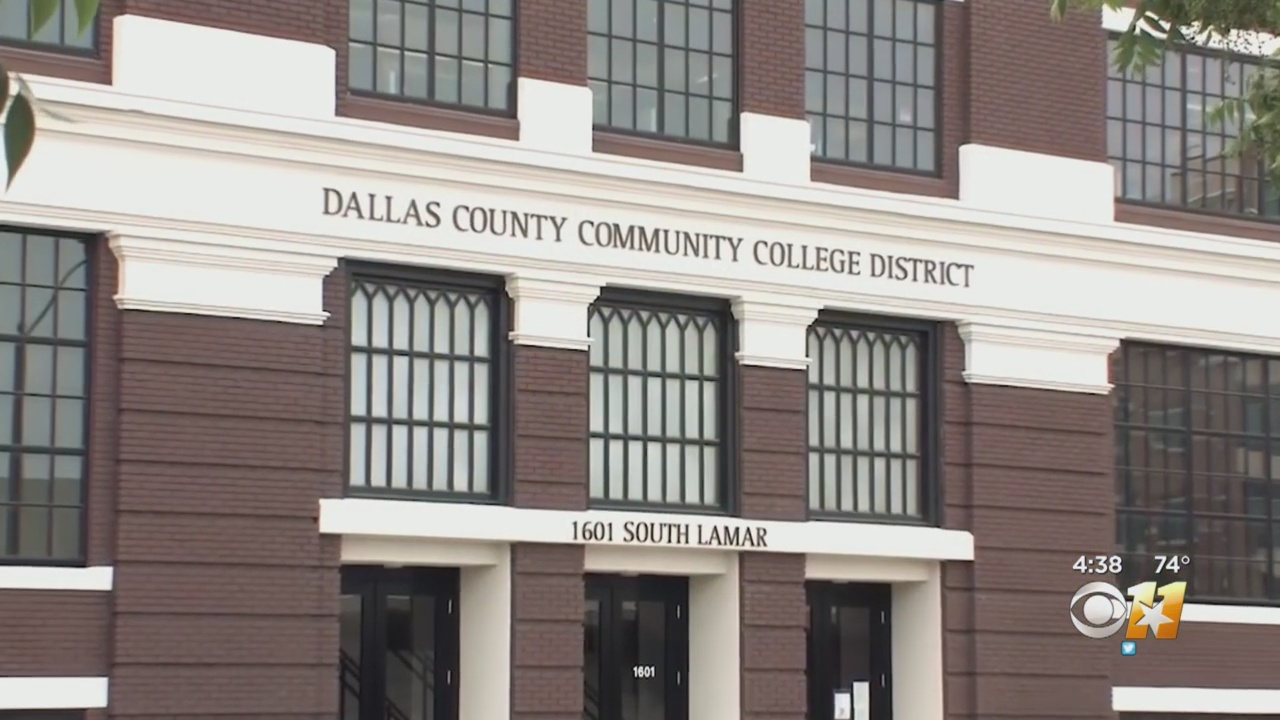 DALLAS COUNTY COMMUNITY COLLEGE DISTRICT
1601 SOUTH LAMAR
4:38 74°
11
1601